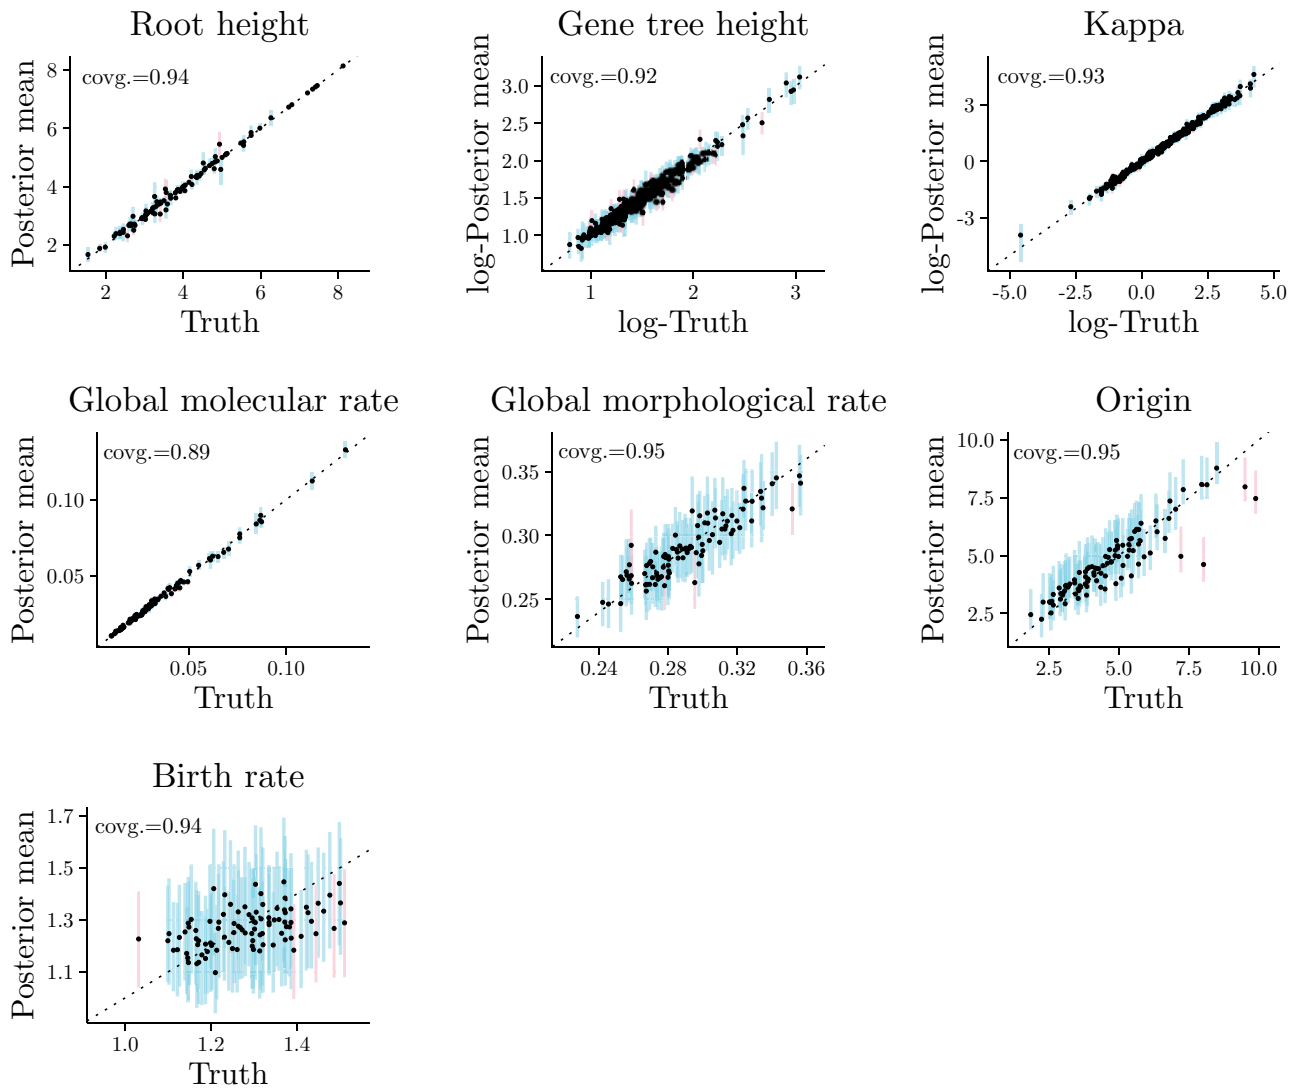 Root height
covg.=0.94
Posterior mean
8
6
4
2
2 4 6 8
Truth
Gene tree height
covg.=0.92
log-Posterior mean
3.0
2.5
2.0
1.5
1.0
1 2 3
log-Truth
Kappa
covg.=0.93
log-Posterior mean
3
0
-3
-5.0 -2.5 0.0 2.5 5.0
log-Truth
Global molecular rate
covg.=0.89
Posterior mean
0.10
0.05
0.05 0.10
Truth
Global morphological rate
covg.=0.95
Posterior mean
0.35
0.30
0.25
0.24 0.28 0.32 0.36
Truth
Origin
covg.=0.95
Posterior mean
10.0
7.5
5.0
2.5
2.5 5.0 7.5 10.0
Truth
Birth rate
covg.=0.94
Posterior mean
1.7
1.5
1.3
1.1
1.0 1.2 1.4
Truth